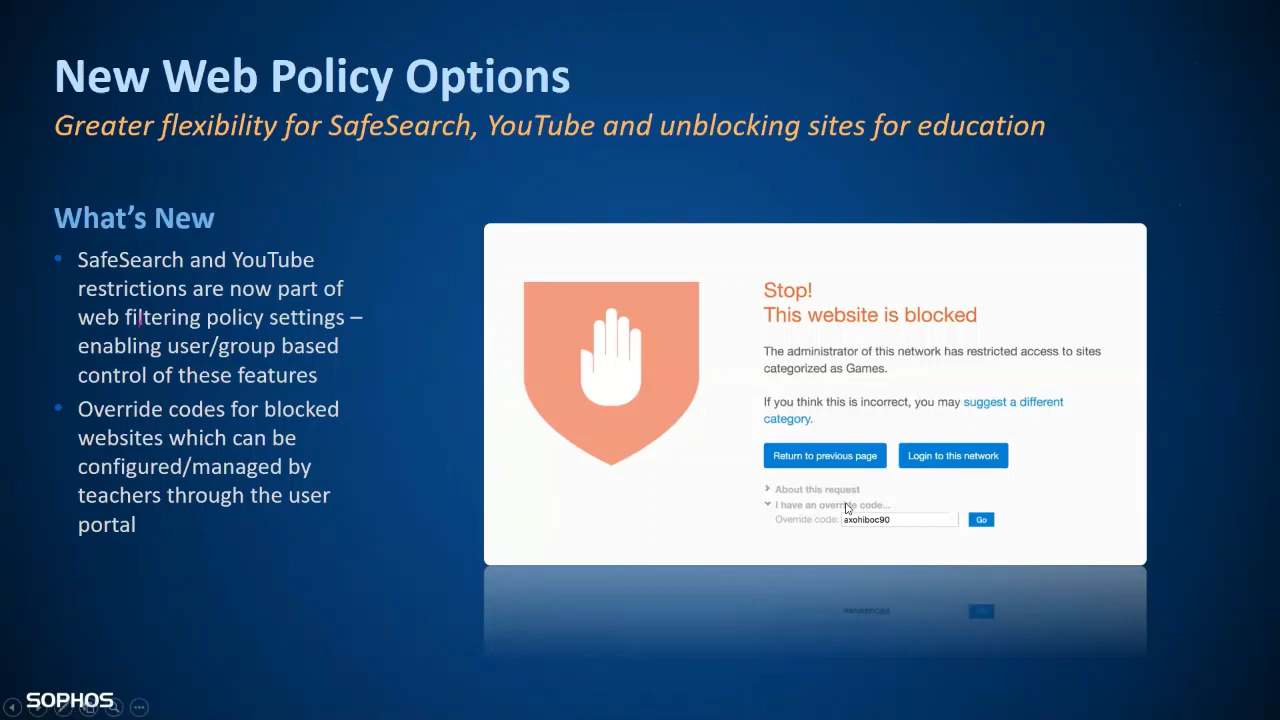 New Web Policy Options
Greater flexibility for SafeSearch, YouTube and unblocking sites for education
What's New
• SafeSearch and YouTube
restrictions are now part of
web filtering policy settings –
enabling user/group based
control of these features
• Override codes for blocked
websites which can be
configured/managed by
teachers through the user
portal
Stop!
This website is blocked
The administrator of this network has restricted access to sites
categorized as Games.
If you think this is incorrect, you may suggest a different
category.
Return to previous page
Login to this network
About this request
I have an override code...
Override code: axohiboc90 Go
SOPHOS